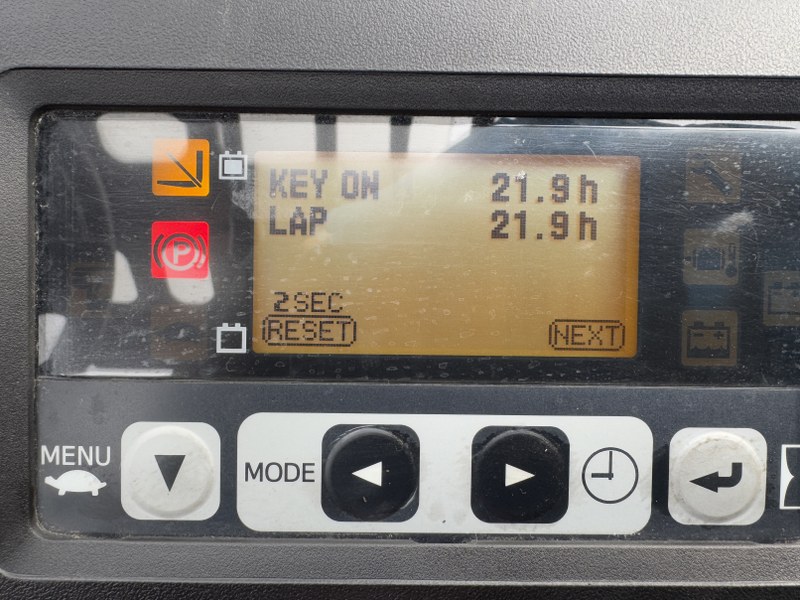 KEY ON 21.9h
LAP 21.9h
2SEC
RESET NEXT
MENU
MODE
P